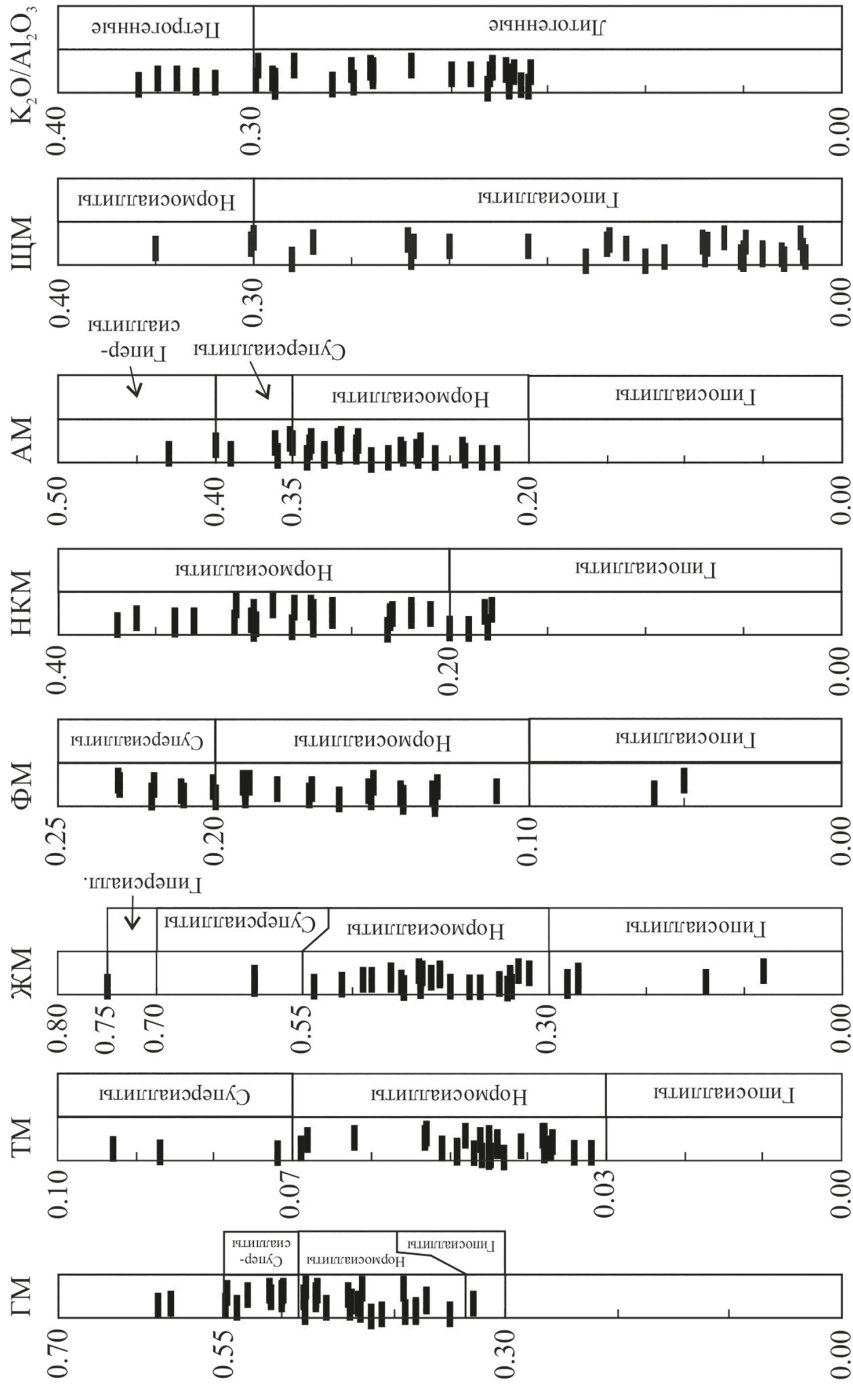 ГМ
0.70
0.55
0.30
0.00
Супер-
сиаллиты
Нормосиаллиты
Гипосиаллиты
ТМ
0.10
0.07
0.03
0.00
Суперсиаллиты
Нормосиаллиты
Гипосиаллиты
ЖМ
0.80
0.75
0.70
0.55
0.30
0.00
Гиперсиалл.
Суперсиаллиты
Нормосиаллиты
Гипосиаллиты
ФМ
0.25
0.20
0.10
0.00
Суперсиаллиты
Нормосиаллиты
Гипосиаллиты
НКМ
0.40
0.20
0.00
Нормосиаллиты
Гипосиаллиты
АМ
0.50
0.40
0.35
0.20
0.00
Гипер-
сиаллиты
Суперсиаллиты
Нормосиаллиты
Гипосиаллиты
ЩМ
0.40
0.30
0.00
Нормосиаллиты
Гипосиаллиты
K₂O/Al₂O₃
0.40
0.30
0.00
Петрогенные
Литогенные